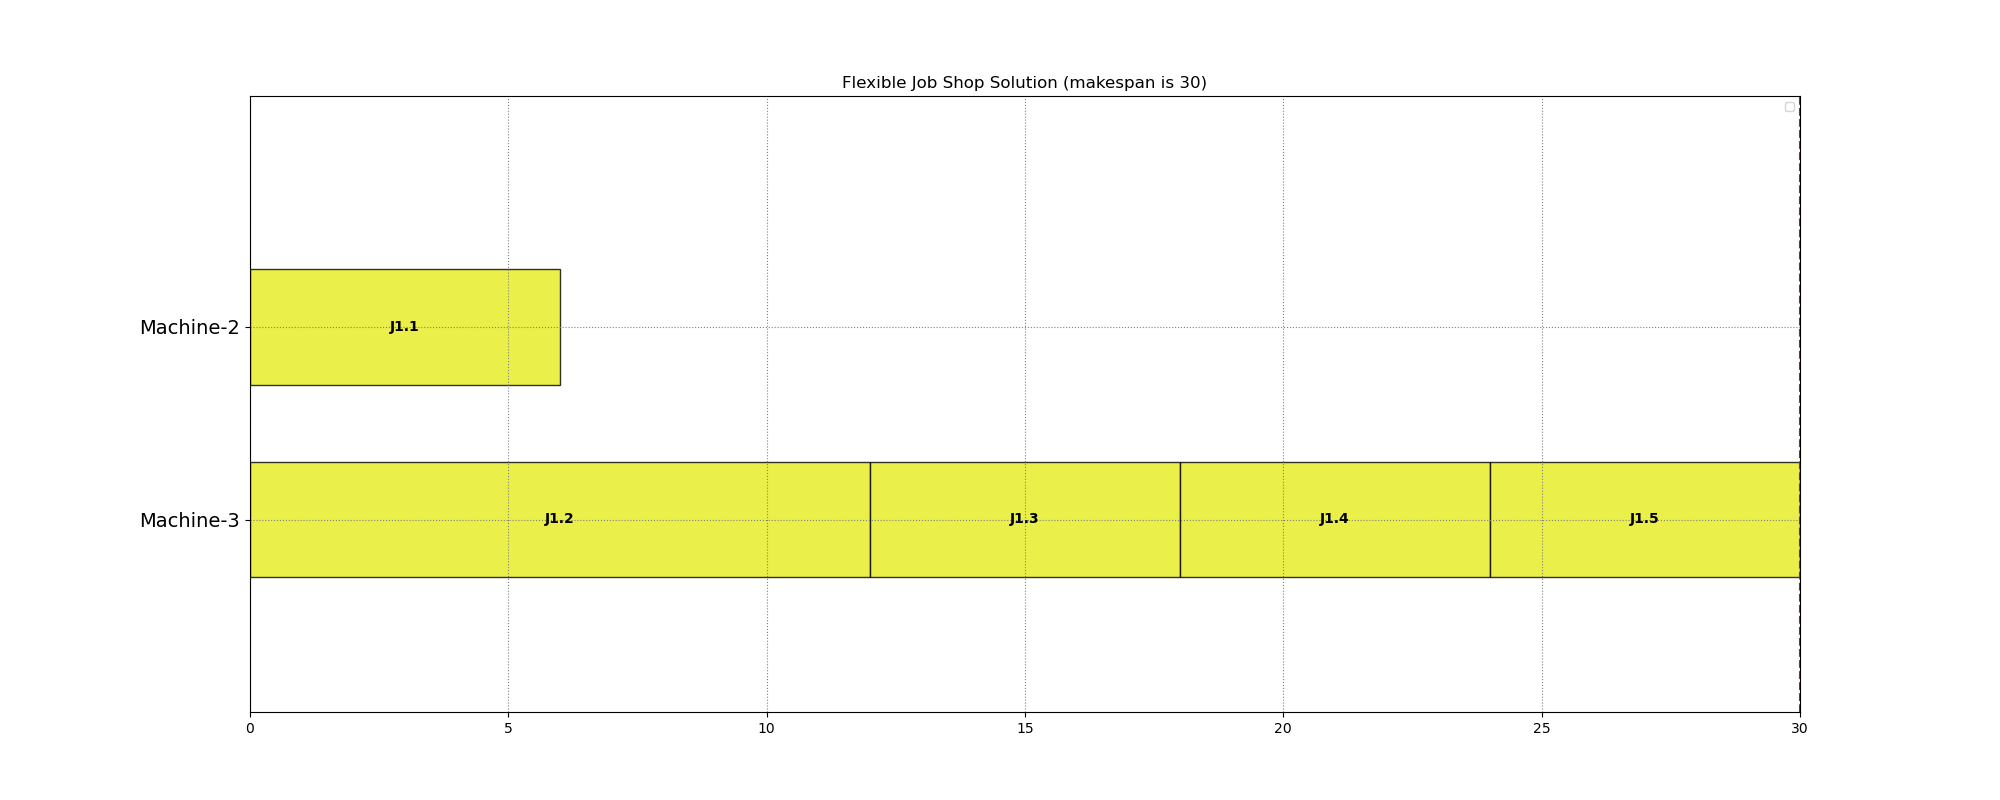 Flexible Job Shop Solution (makespan is 30)
Machine-2
J1.1
Machine-3
J1.2 J1.3 J1.4 J1.5
0 5 10 15 20 25 30